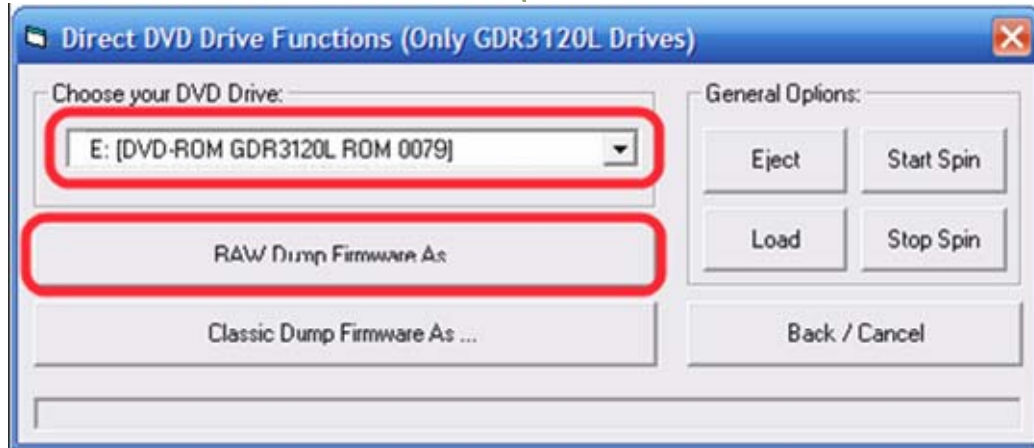 Direct DVD Drive Functions (Only GDR3120L Drives)
Choose your DVD Drive:
E: [DVD-ROM GDR3120L ROM 0079]
RAW Dump Firmware As
Classic Dump Firmware As ...
General Options:
Eject
Start Spin
Load
Stop Spin
Back / Cancel